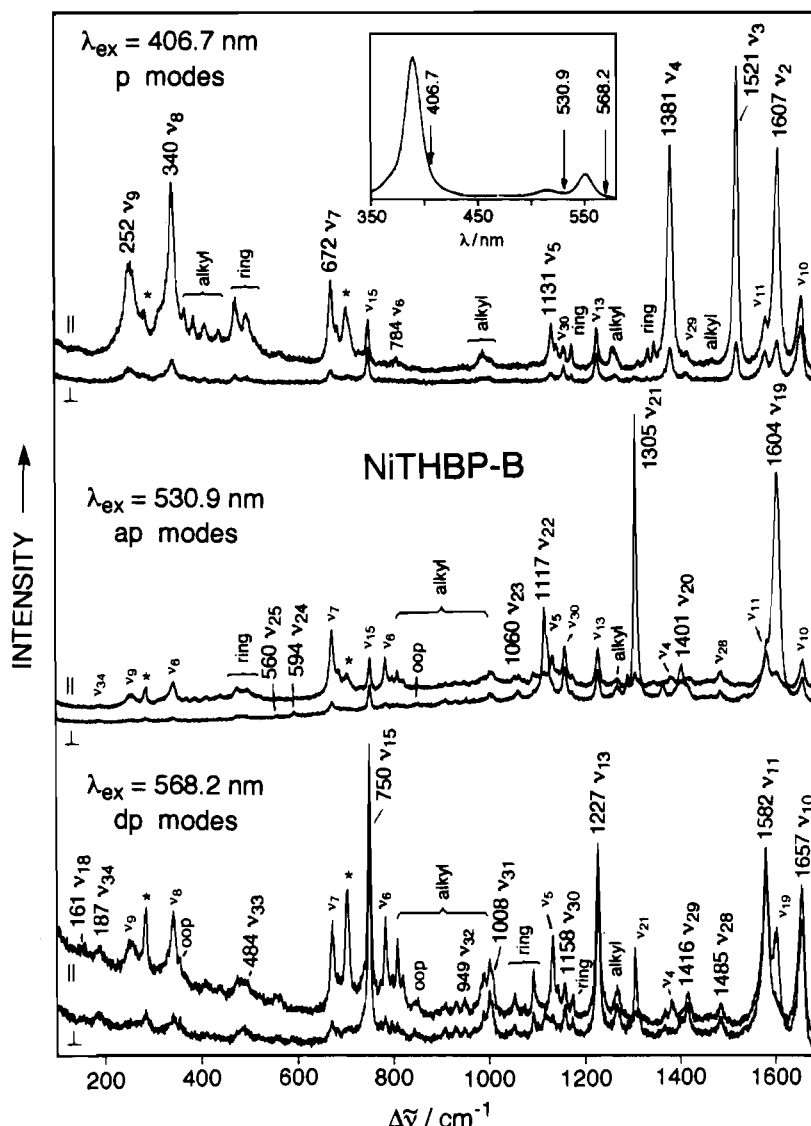 λex = 406.7 nm
p modes
406.7
530.9
568.2
350
450
550
λ/nm
252 ν9
*
340 ν8
alkyl
ring
672 ν7
*
ν15
784 ν6
alkyl
1131 ν5
ν30
ring
ν13
alkyl
ring
1381 ν4
ν29
alkyl
1521 ν3
ν11
1607 ν2
ν10
||
⊥
NiTHBP-B
λex = 530.9 nm
ap modes
ν34
ν9
*
ν6
ring
560 ν25
594 ν24
ν7
*
ν15
ν6
alkyl
oop
1060 ν23
1117 ν22
ν5
ν30
ν13
alkyl
1305 ν21
ν4
1401 ν20
ν28
ν11
1604 ν19
ν10
||
⊥
λex = 568.2 nm
dp modes
161 ν18
187 ν34
ν9
*
ν8
oop
484 ν33
ν7
*
750 ν15
ν6
alkyl
oop
949 ν32
1008 ν31
ring
ν5
1158 ν30
ring
1227 ν13
alkyl
ν21
ν4
1416 ν29
1485 ν28
1582 ν11
ν19
1657 ν10
||
⊥
INTENSITY
200
400
600
800
1000
1200
1400
1600
Δν̃ / cm-1